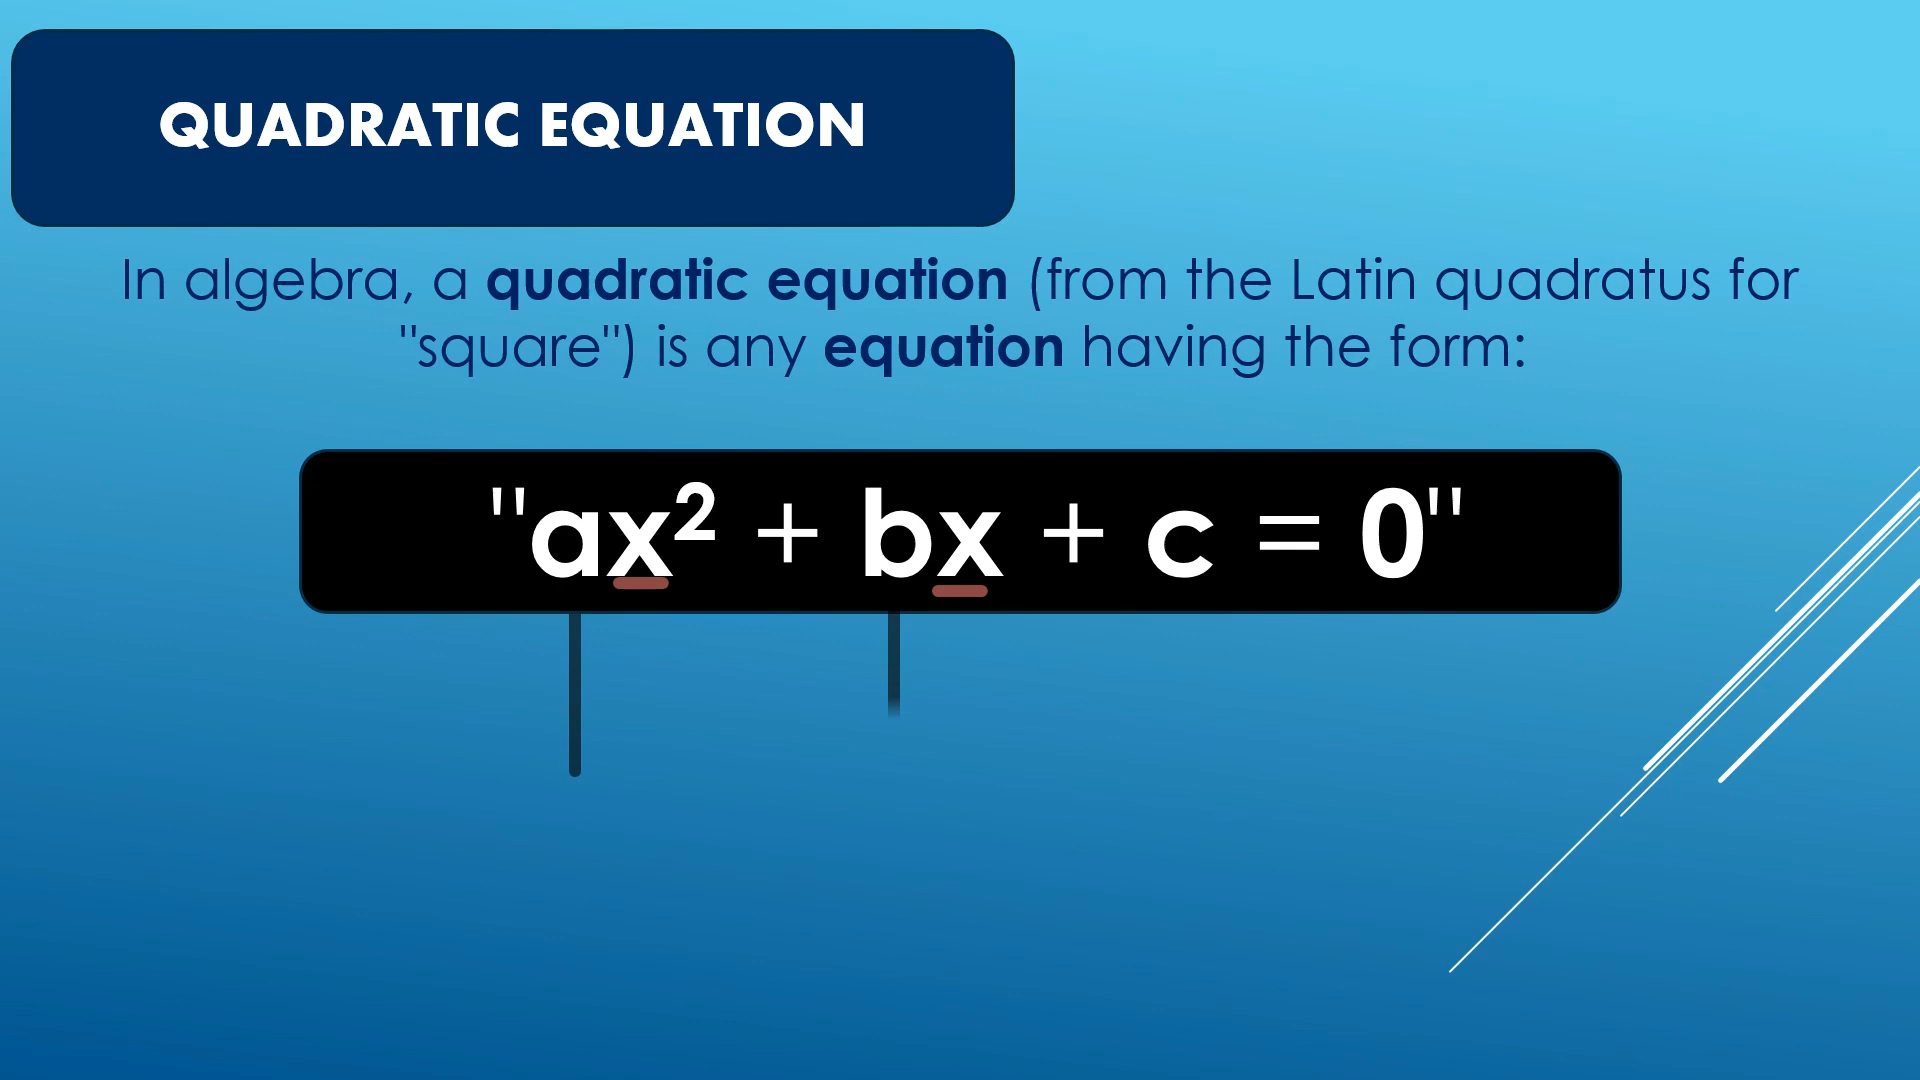 QUADRATIC EQUATION
In algebra, a quadratic equation (from the Latin quadratus for
"square") is any equation having the form:
"ax² + bx + c = 0"